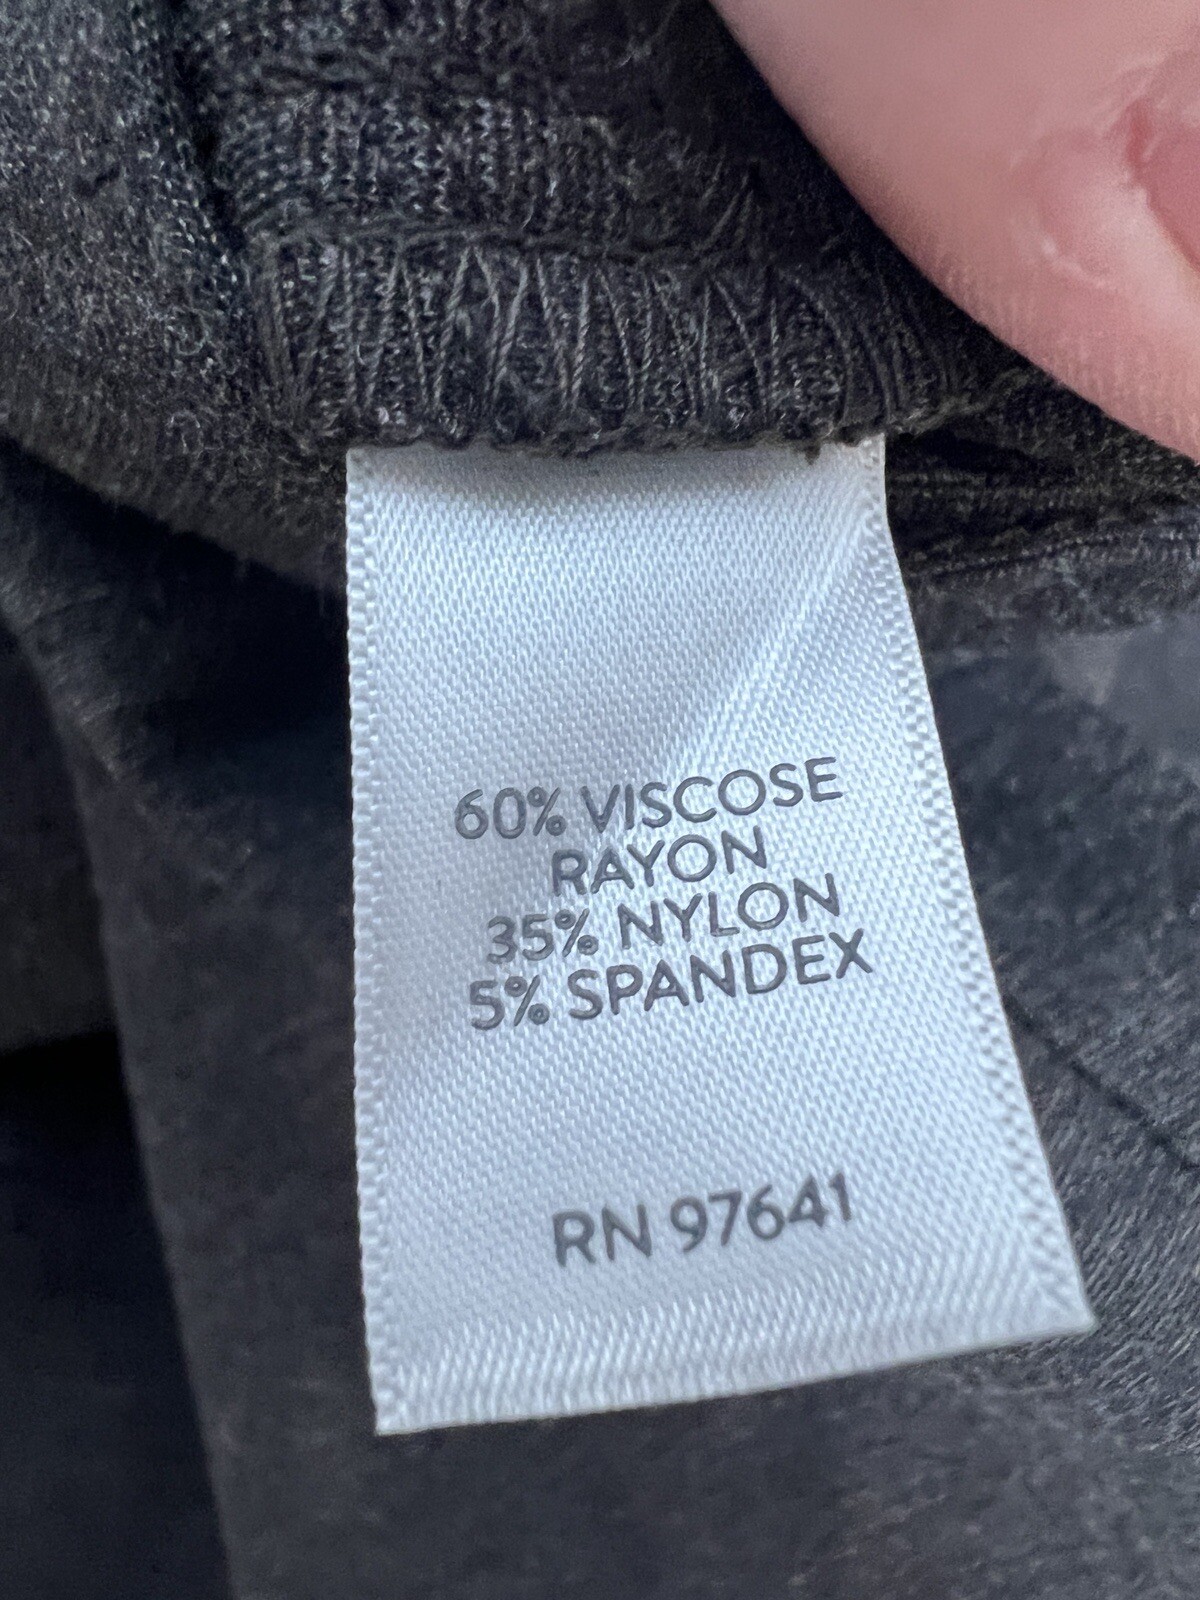 60% VISCOSE
RAYON
35% NYLON
5% SPANDEX
RN 97641